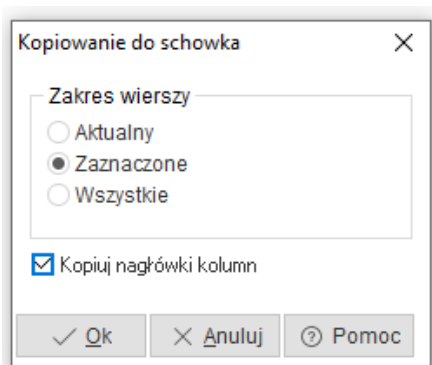 Kopiowanie do schowka
Zakres wierszy
Aktualny
Zaznaczone
Wszystkie
Kopiuj nagłówki kolumn
Ok Anuluj Pomoc